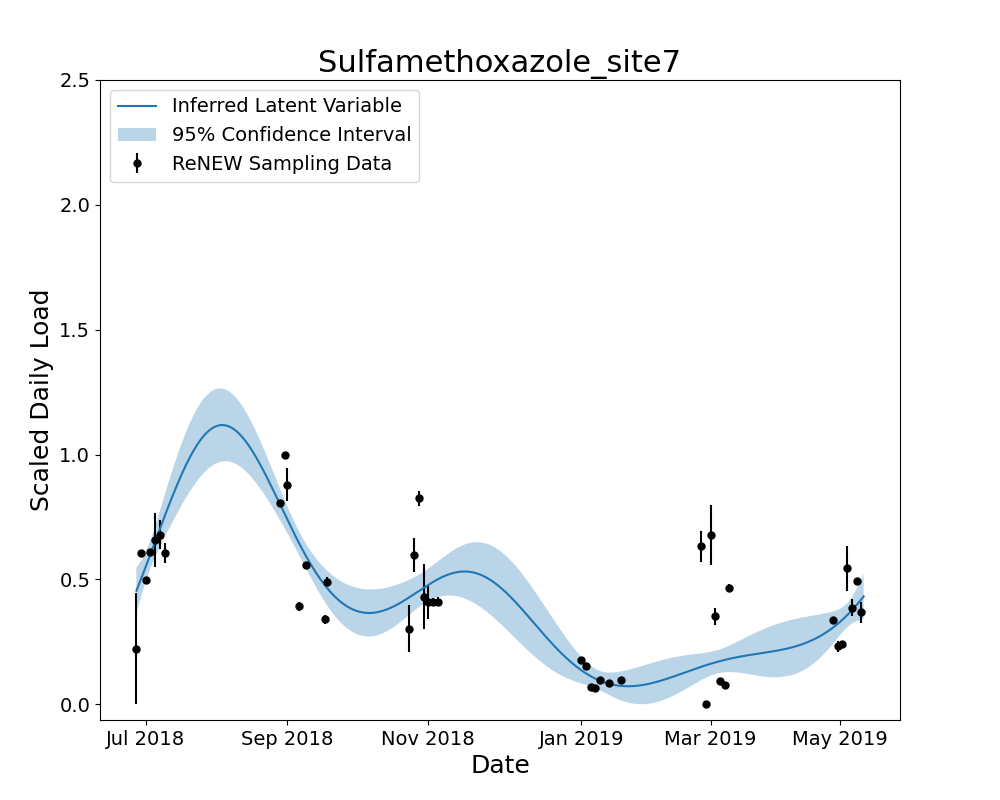 Sulfamethoxazole_site7
2.5
2.0
1.5
1.0
0.5
0.0
Scaled Daily Load
Inferred Latent Variable
95% Confidence Interval
ReNEW Sampling Data
Jul 2018 Sep 2018 Nov 2018 Jan 2019 Mar 2019 May 2019
Date